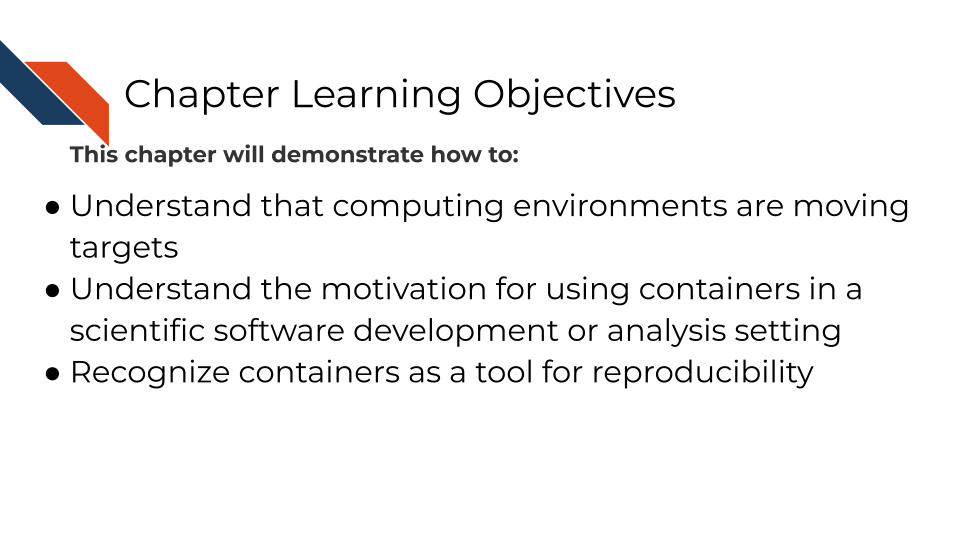 Chapter Learning Objectives
This chapter will demonstrate how to:
● Understand that computing environments are moving
targets
● Understand the motivation for using containers in a
scientific software development or analysis setting
● Recognize containers as a tool for reproducibility